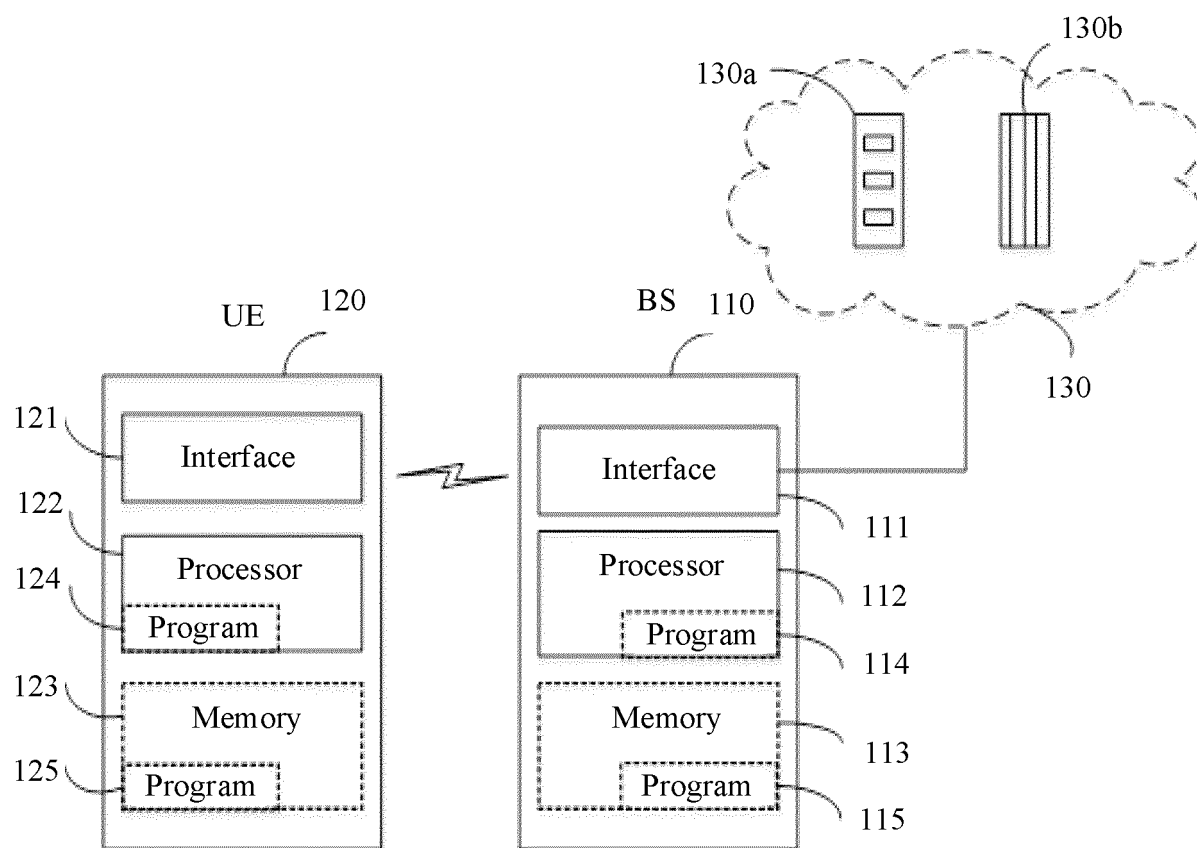 130b
130a
120
BS
110
UE
130
121
Interface
Interface
122
111
Processor
Processor
124
112
Program
Program
114
123
Memory
Memory
113
125
Program
Program
115